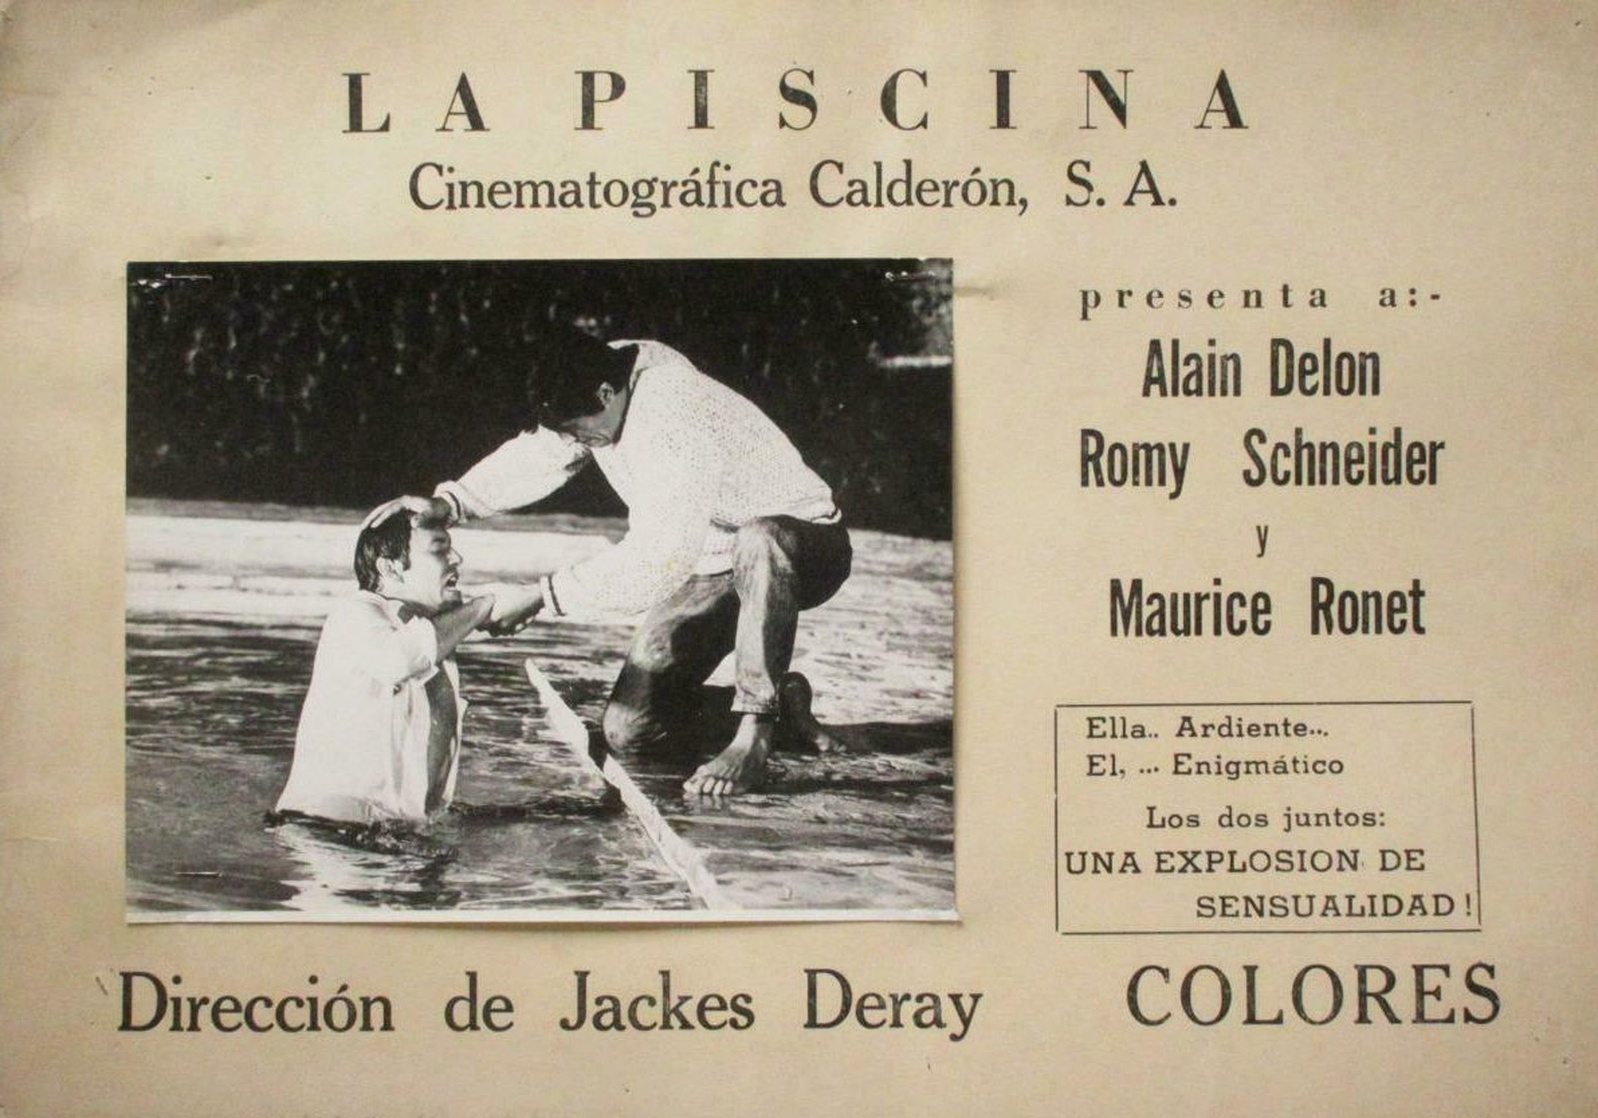 LA PISCINA
Cinematográfica Calderón, S. A.
presenta a:-
Alain Delon
Romy Schneider
y
Maurice Ronet
Ella.. Ardiente...
El, ... Enigmático
Los dos juntos:
UNA EXPLOSION DE
SENSUALIDAD!
Dirección de Jackes Deray
COLORES